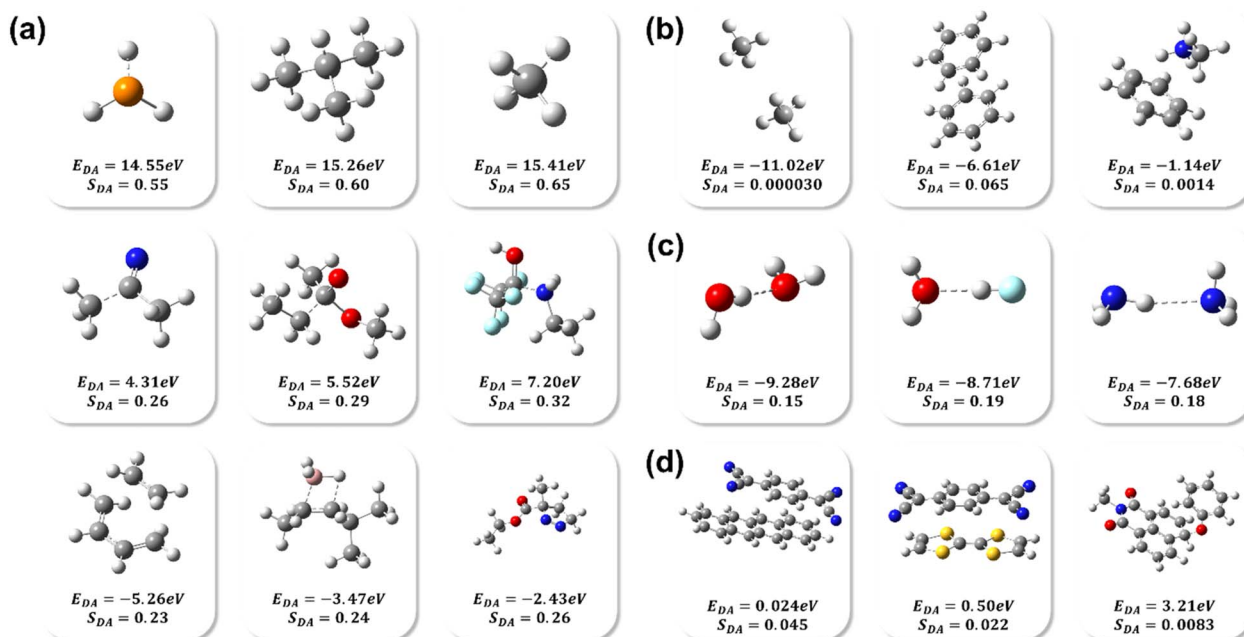 (a)
E_DA = 14.55eV
S_DA = 0.55
E_DA = 15.26eV
S_DA = 0.60
E_DA = 15.41eV
S_DA = 0.65
(b)
E_DA = −11.02eV
S_DA = 0.000030
E_DA = −6.61eV
S_DA = 0.065
E_DA = −1.14eV
S_DA = 0.0014
E_DA = 4.31eV
S_DA = 0.26
E_DA = 5.52eV
S_DA = 0.29
E_DA = 7.20eV
S_DA = 0.32
(c)
E_DA = −9.28eV
S_DA = 0.15
E_DA = −8.71eV
S_DA = 0.19
E_DA = −7.68eV
S_DA = 0.18
E_DA = −5.26eV
S_DA = 0.23
E_DA = −3.47eV
S_DA = 0.24
E_DA = −2.43eV
S_DA = 0.26
(d)
E_DA = 0.024eV
S_DA = 0.045
E_DA = 0.50eV
S_DA = 0.022
E_DA = 3.21eV
S_DA = 0.0083